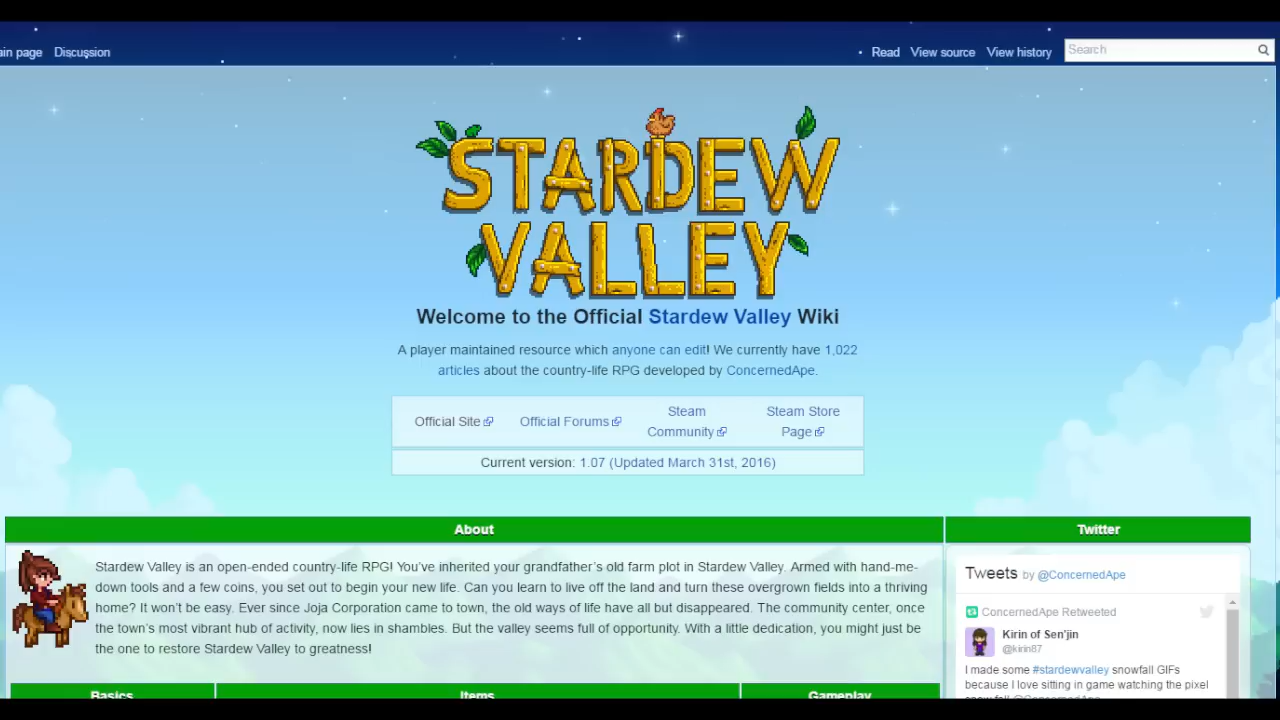 ain page Discussion Read View source View history Search
STARDEW
VALLEY
Welcome to the Official Stardew Valley Wiki
A player maintained resource which anyone can edit! We currently have 1,022
articles about the country-life RPG developed by ConcernedApe.
Official Site Official Forums Steam Community Steam Store Page
Current version: 1.07 (Updated March 31st, 2016)
About
Stardew Valley is an open-ended country-life RPG! You've inherited your grandfather's old farm plot in Stardew Valley. Armed with hand-me-
down tools and a few coins, you set out to begin your new life. Can you learn to live off the land and turn these overgrown fields into a thriving
home? It won't be easy. Ever since Joja Corporation came to town, the old ways of life have all but disappeared. The community center, once
the town's most vibrant hub of activity, now lies in shambles. But the valley seems full of opportunity. With a little dedication, you might just be
the one to restore Stardew Valley to greatness!
Basics Items Gameplay
Twitter
Tweets by @ConcernedApe
ConcernedApe Retweeted
Kirin of Sen'jin
@kirin87
I made some #stardewvalley snowfall GIFs
because I love sitting in game watching the pixel
snow fall @ConcernedApe